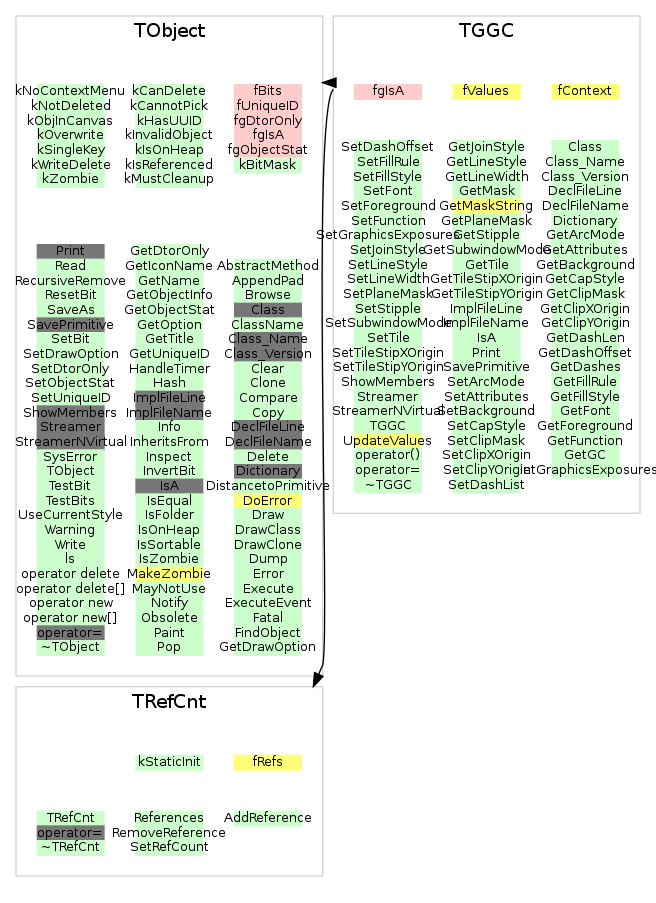 TObject
kNoContextMenu
kNotDeleted
kObjInCanvas
kOverwrite
kSingleKey
kWriteDelete
kZombie
kCanDelete
kCannotPick
kHasUUID
kInvalidObject
kIsOnHeap
kIsReferenced
kMustCleanup
fBits
fUniqueID
fgDtorOnly
fgIsA
fgObjectStat
kBitMask
Print
Read
RecursiveRemove
ResetBit
SaveAs
SavePrimitive
SetBit
SetDrawOption
SetDtorOnly
SetObjectStat
SetUniqueID
ShowMembers
Streamer
StreamerNVirtual
SysError
TObject
TestBit
TestBits
UseCurrentStyle
Warning
Write
ls
operator delete
operator delete[]
operator new
operator new[]
operator=
~TObject
GetDtorOnly
GetIconName
GetName
GetObjectInfo
GetObjectStat
GetOption
GetTitle
GetUniqueID
HandleTimer
Hash
ImplFileLine
ImplFileName
Info
InheritsFrom
Inspect
InvertBit
IsA
IsEqual
IsFolder
IsOnHeap
IsSortable
IsZombie
MakeZombie
MayNotUse
Notify
Obsolete
Paint
Pop
AbstractMethod
AppendPad
Browse
Class
ClassName
Class_Name
Class_Version
Clear
Clone
Compare
Copy
DeclFileLine
DeclFileName
Delete
Dictionary
DistancetoPrimitive
DoError
Draw
DrawClass
DrawClone
Dump
Error
Execute
ExecuteEvent
Fatal
FindObject
GetDrawOption
TGGC
fgIsA
fValues
fContext
SetDashOffset
SetFillRule
SetFillStyle
SetFont
SetForeground
SetFunction
SetGraphicsExposures
SetJoinStyle
SetLineStyle
SetLineWidth
SetPlaneMask
SetStipple
SetSubwindowMode
SetTile
SetTileStipXOrigin
SetTileStipYOrigin
ShowMembers
Streamer
StreamerNVirtual
TGGC
UpdateValues
operator()
operator=
~TGGC
GetJoinStyle
GetLineStyle
GetLineWidth
GetMask
GetMaskString
GetPlaneMask
GetStipple
GetSubwindowMode
GetTile
GetTileStipXOrigin
GetTileStipYOrigin
ImplFileLine
ImplFileName
IsA
Print
SavePrimitive
SetArcMode
SetAttributes
SetBackground
SetCapStyle
SetClipMask
SetClipXOrigin
SetClipYOrigin
SetDashList
Class
Class_Name
Class_Version
DeclFileLine
DeclFileName
Dictionary
GetArcMode
GetAttributes
GetBackground
GetCapStyle
GetClipMask
GetClipXOrigin
GetClipYOrigin
GetDashLen
GetDashOffset
GetDashes
GetFillRule
GetFillStyle
GetFont
GetForeground
GetFunction
GetGC
GetGraphicsExposures
TRefCnt
kStaticInit
fRefs
TRefCnt
operator=
~TRefCnt
References
RemoveReference
SetRefCount
AddReference